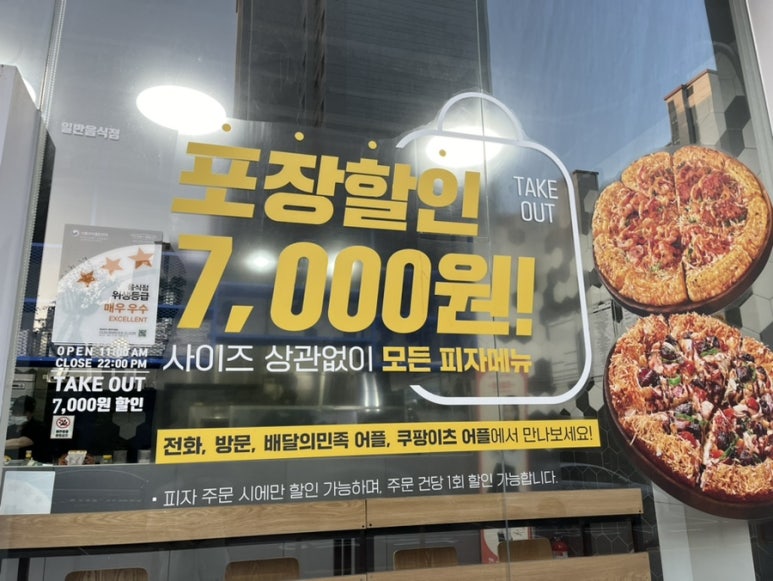 일반음식점
포장할인
TAKE
OUT
7,000원!
사이즈 상관없이 모든 피자메뉴
음식점
위생등급
매우 우수
EXCELLENT
OPEN 11:00 AM
CLOSE 22:00 PM
TAKE OUT
7,000원 할인
전화, 방문, 배달의민족 어플, 쿠팡이츠 어플에서 만나보세요!
• 피자 주문 시에만 할인 가능하며, 주문 건당 1회 할인 가능합니다.